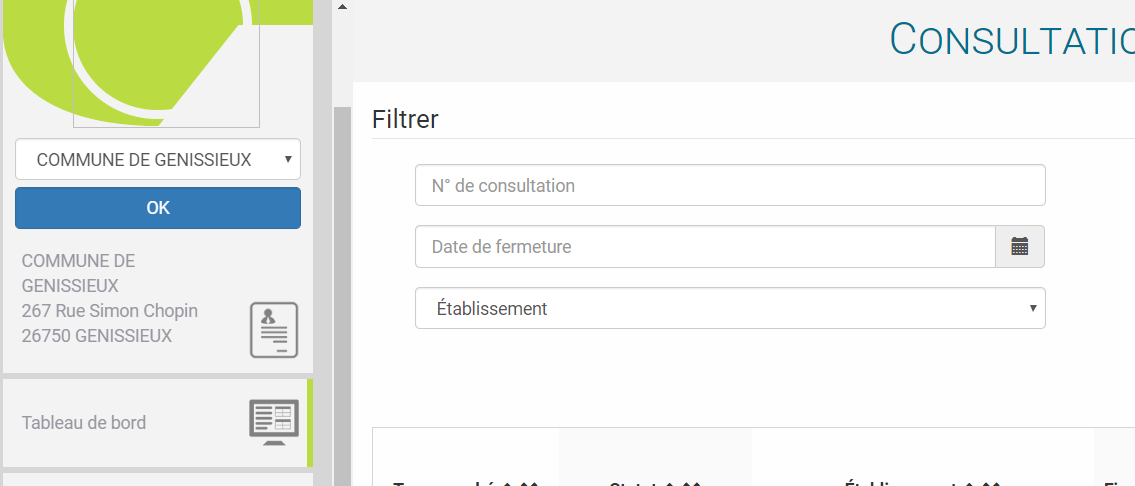 CONSULTATIO
Filtrer
COMMUNE DE GENISSIEUX
OK
COMMUNE DE
GENISSIEUX
267 Rue Simon Chopin
26750 GENISSIEUX
Tableau de bord
N° de consultation
Date de fermeture
Établissement
Statut
Établissement